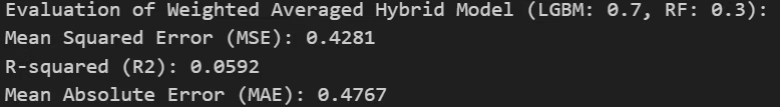 Evaluation of Weighted Averaged Hybrid Model (LGBM: 0.7, RF: 0.3):
Mean Squared Error (MSE): 0.4281
R-squared (R2): 0.0592
Mean Absolute Error (MAE): 0.4767